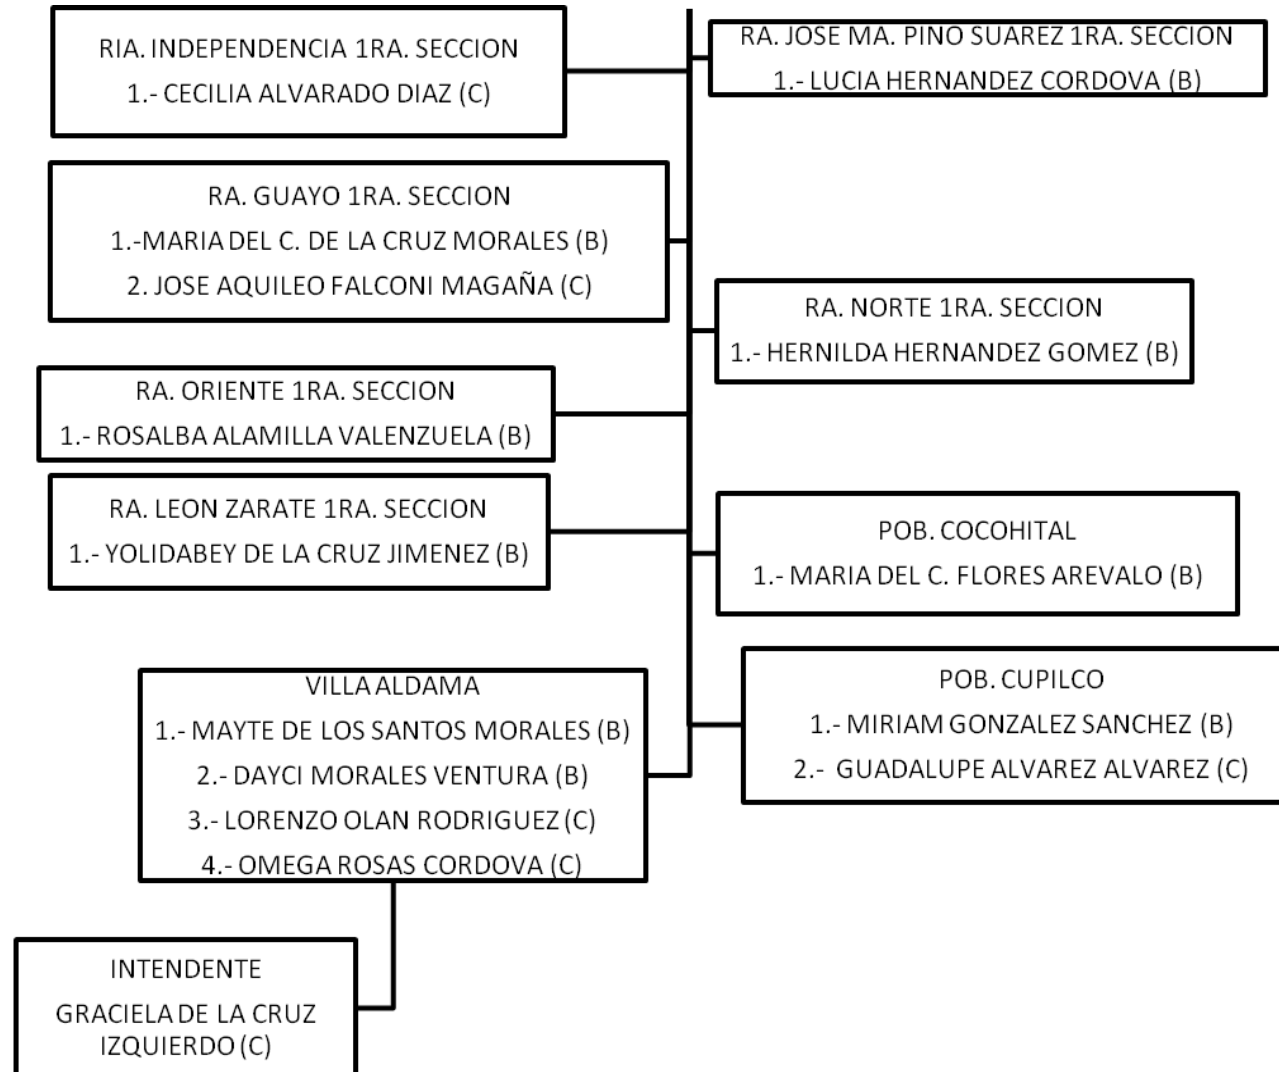 RIA. INDEPENDENCIA 1RA. SECCION
1.- CECILIA ALVARADO DIAZ (C)
RA. JOSE MA. PINO SUAREZ 1RA. SECCION
1.- LUCIA HERNANDEZ CORDOVA (B)
RA. GUAYO 1RA. SECCION
1.-MARIA DEL C. DE LA CRUZ MORALES (B)
2. JOSE AQUILEO FALCONI MAGAÑA (C)
RA. NORTE 1RA. SECCION
1.- HERNILDA HERNANDEZ GOMEZ (B)
RA. ORIENTE 1RA. SECCION
1.- ROSALBA ALAMILLA VALENZUELA (B)
RA. LEON ZARATE 1RA. SECCION
1.- YOLIDABEY DE LA CRUZ JIMENEZ (B)
POB. COCOHITAL
1.- MARIA DEL C. FLORES AREVALO (B)
VILLA ALDAMA
1.- MAYTE DE LOS SANTOS MORALES (B)
2.- DAYCI MORALES VENTURA (B)
3.- LORENZO OLAN RODRIGUEZ (C)
4.- OMEGA ROSAS CORDOVA (C)
POB. CUPILCO
1.- MIRIAM GONZALEZ SANCHEZ (B)
2.- GUADALUPE ALVAREZ ALVAREZ (C)
INTENDENTE
GRACIELA DE LA CRUZ
IZQUIERDO (C)